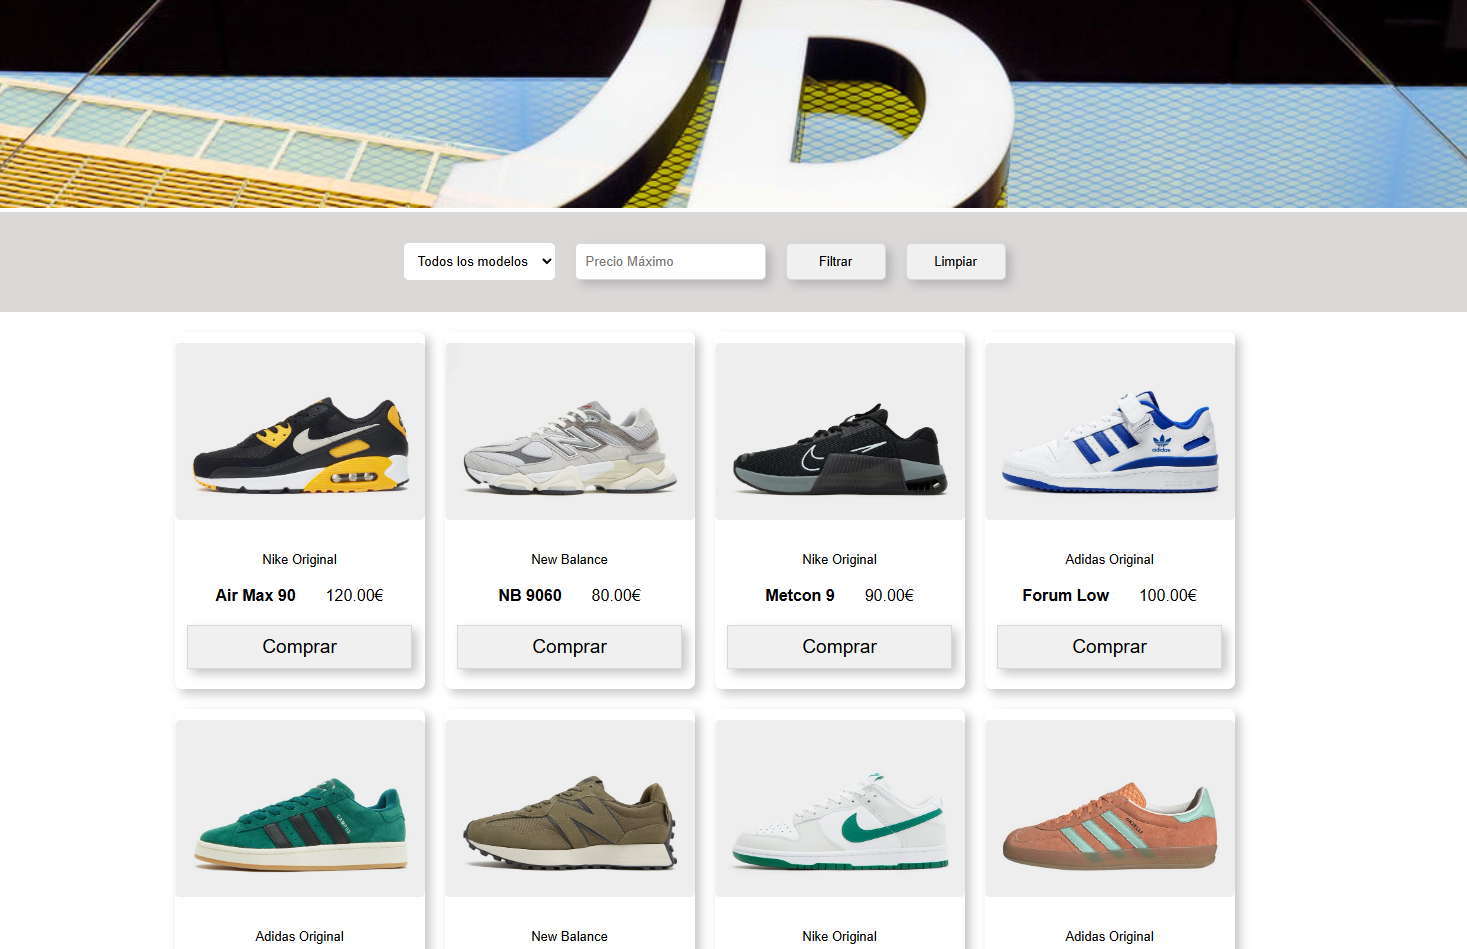 JD
Todos los modelos Precio Máximo Filtrar Limpiar
Nike Original New Balance Nike Original Adidas Original
Air Max 90 120.00€ NB 9060 80.00€ Metcon 9 90.00€ Forum Low 100.00€
Comprar Comprar Comprar Comprar
Adidas Original New Balance Nike Original Adidas Original